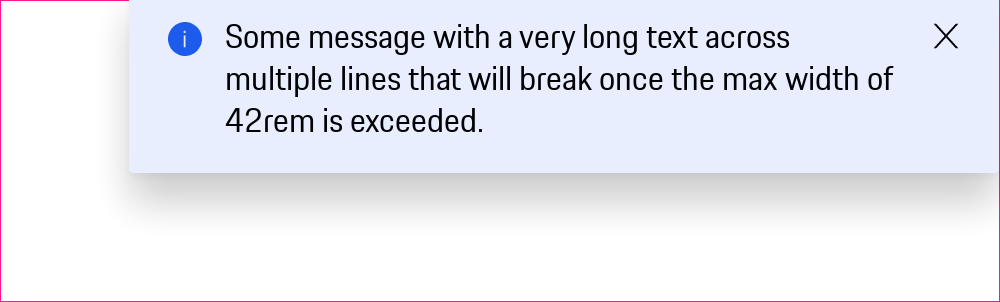 Some message with a very long text across
multiple lines that will break once the max width of
42rem is exceeded.